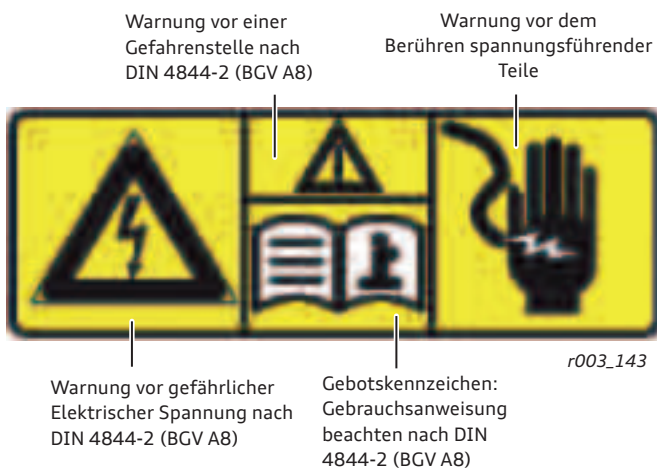 Warnung vor einer
Gefahrenstelle nach
DIN 4844-2 (BGV A8)
Warnung vor dem
Berühren spannungsführender
Teile
r003_143
Warnung vor gefährlicher
Elektrischer Spannung nach
DIN 4844-2 (BGV A8)
Gebotskennzeichen:
Gebrauchsanweisung
beachten nach DIN
4844-2 (BGV A8)